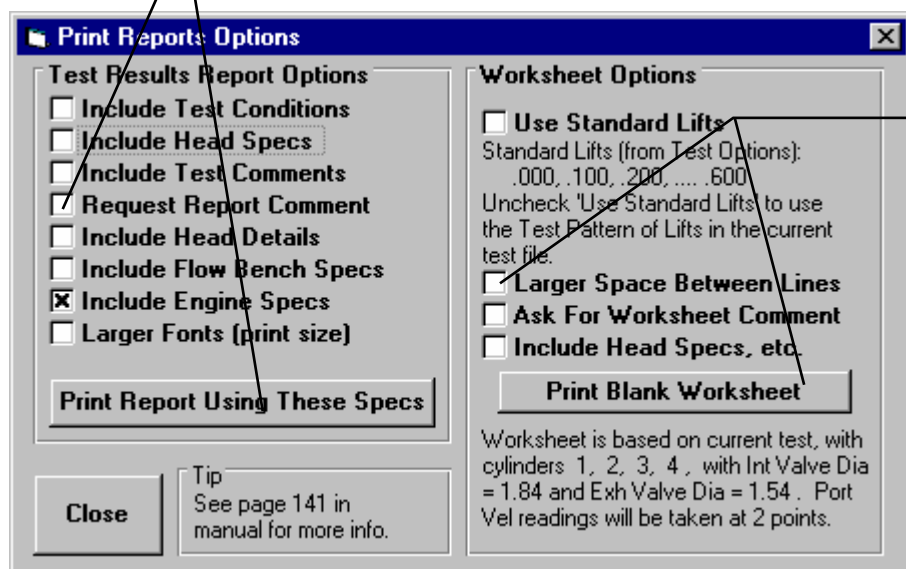 Print Reports Options
Test Results Report Options
Include Test Conditions
Include Head Specs
Include Test Comments
Request Report Comment
Include Head Details
Include Flow Bench Specs
Include Engine Specs
Larger Fonts (print size)
Print Report Using These Specs
Close
Tip
See page 141 in
manual for more info.
Worksheet Options
Use Standard Lifts
Standard Lifts (from Test Options):
.000, .100, .200, .... .600
Uncheck 'Use Standard Lifts' to use
the Test Pattern of Lifts in the current
test file.
Larger Space Between Lines
Ask For Worksheet Comment
Include Head Specs, etc.
Print Blank Worksheet
Worksheet is based on current test, with
cylinders 1, 2, 3, 4 , with Int Valve Dia
= 1.84 and Exh Valve Dia = 1.54 . Port
Vel readings will be taken at 2 points.